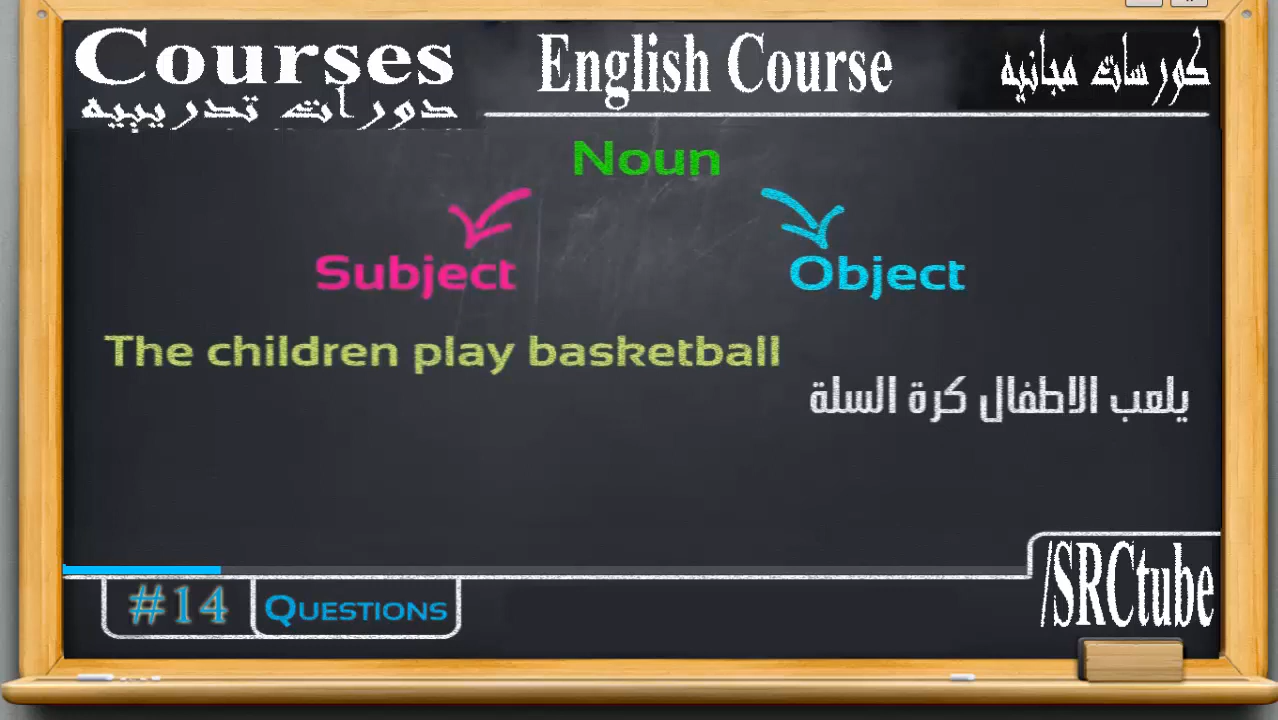 Courses
دورات تدريبيه
English Course
كورسات مجانيه
Noun
Subject
Object
The children play basketball
يلعب الاطفال كرة السلة
#14
Questions
/SRCtube